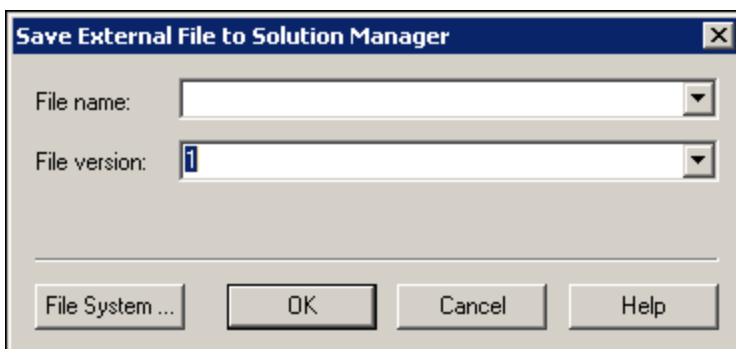 Save External File to Solution Manager
File name:
File version: 1
File System ... OK Cancel Help